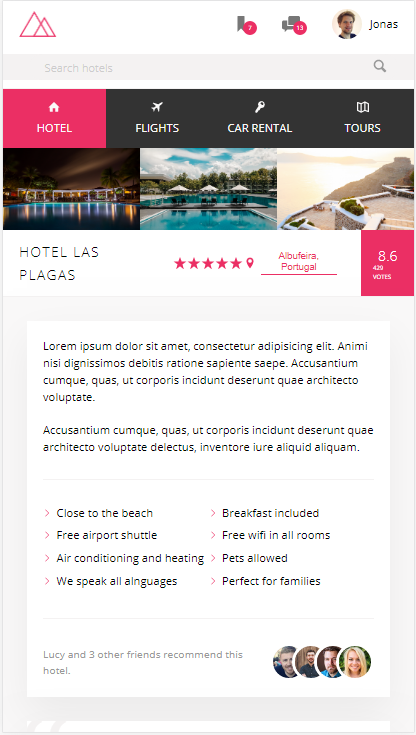 7
13
Jonas
Search hotels
HOTEL
FLIGHTS
CAR RENTAL
TOURS
HOTEL LAS
PLAGAS
Albufeira,
Portugal
8.6
429
VOTES
Lorem ipsum dolor sit amet, consectetur adipisicing elit. Animi
nisi dignissimos debitis ratione sapiente saepe. Accusantium
cumque, quas, ut corporis incidunt deserunt quae architecto
voluptate.
Accusantium cumque, quas, ut corporis incidunt deserunt quae
architecto voluptate delectus, inventore iure aliquid aliquam.
Close to the beach
Breakfast included
Free airport shuttle
Free wifi in all rooms
Air conditioning and heating
Pets allowed
We speak all alnguages
Perfect for families
Lucy and 3 other friends recommend this
hotel.